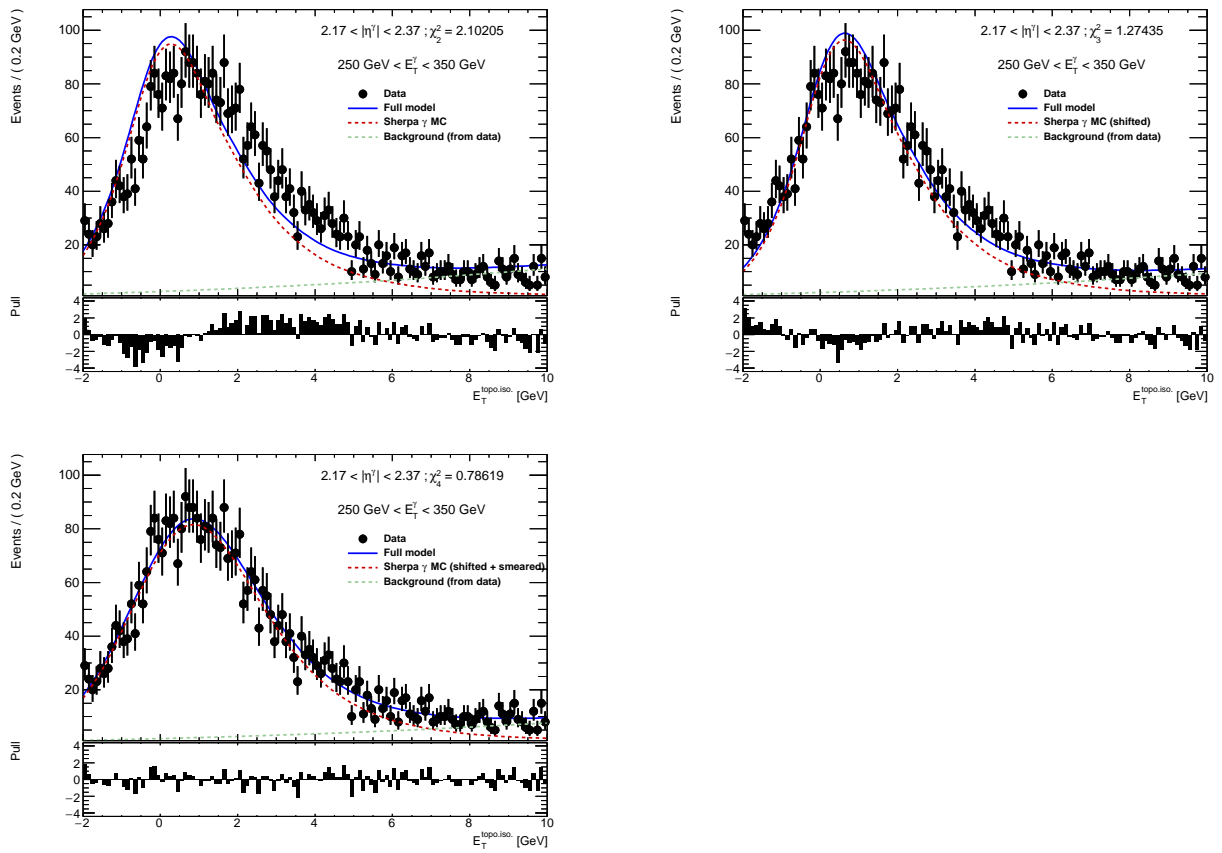 2.17 < |η^γ| < 2.37 ; χ²₂ = 2.10205
250 GeV < E_T^γ < 350 GeV
Data
Full model
Sherpa γ MC
Background (from data)
Events / ( 0.2 GeV )
100
80
60
40
20
Pull
4
2
0
−2
−4
−2 0 2 4 6 8 10
E_T^topo.iso. [GeV]
2.17 < |η^γ| < 2.37 ; χ²₃ = 1.27435
250 GeV < E_T^γ < 350 GeV
Data
Full model
Sherpa γ MC (shifted)
Background (from data)
Events / ( 0.2 GeV )
100
80
60
40
20
Pull
4
2
0
−2
−4
−2 0 2 4 6 8 10
E_T^topo.iso. [GeV]
2.17 < |η^γ| < 2.37 ; χ²₄ = 0.78619
250 GeV < E_T^γ < 350 GeV
Data
Full model
Sherpa γ MC (shifted + smeared)
Background (from data)
Events / ( 0.2 GeV )
100
80
60
40
20
Pull
4
2
0
−2
−4
−2 0 2 4 6 8 10
E_T^topo.iso. [GeV]